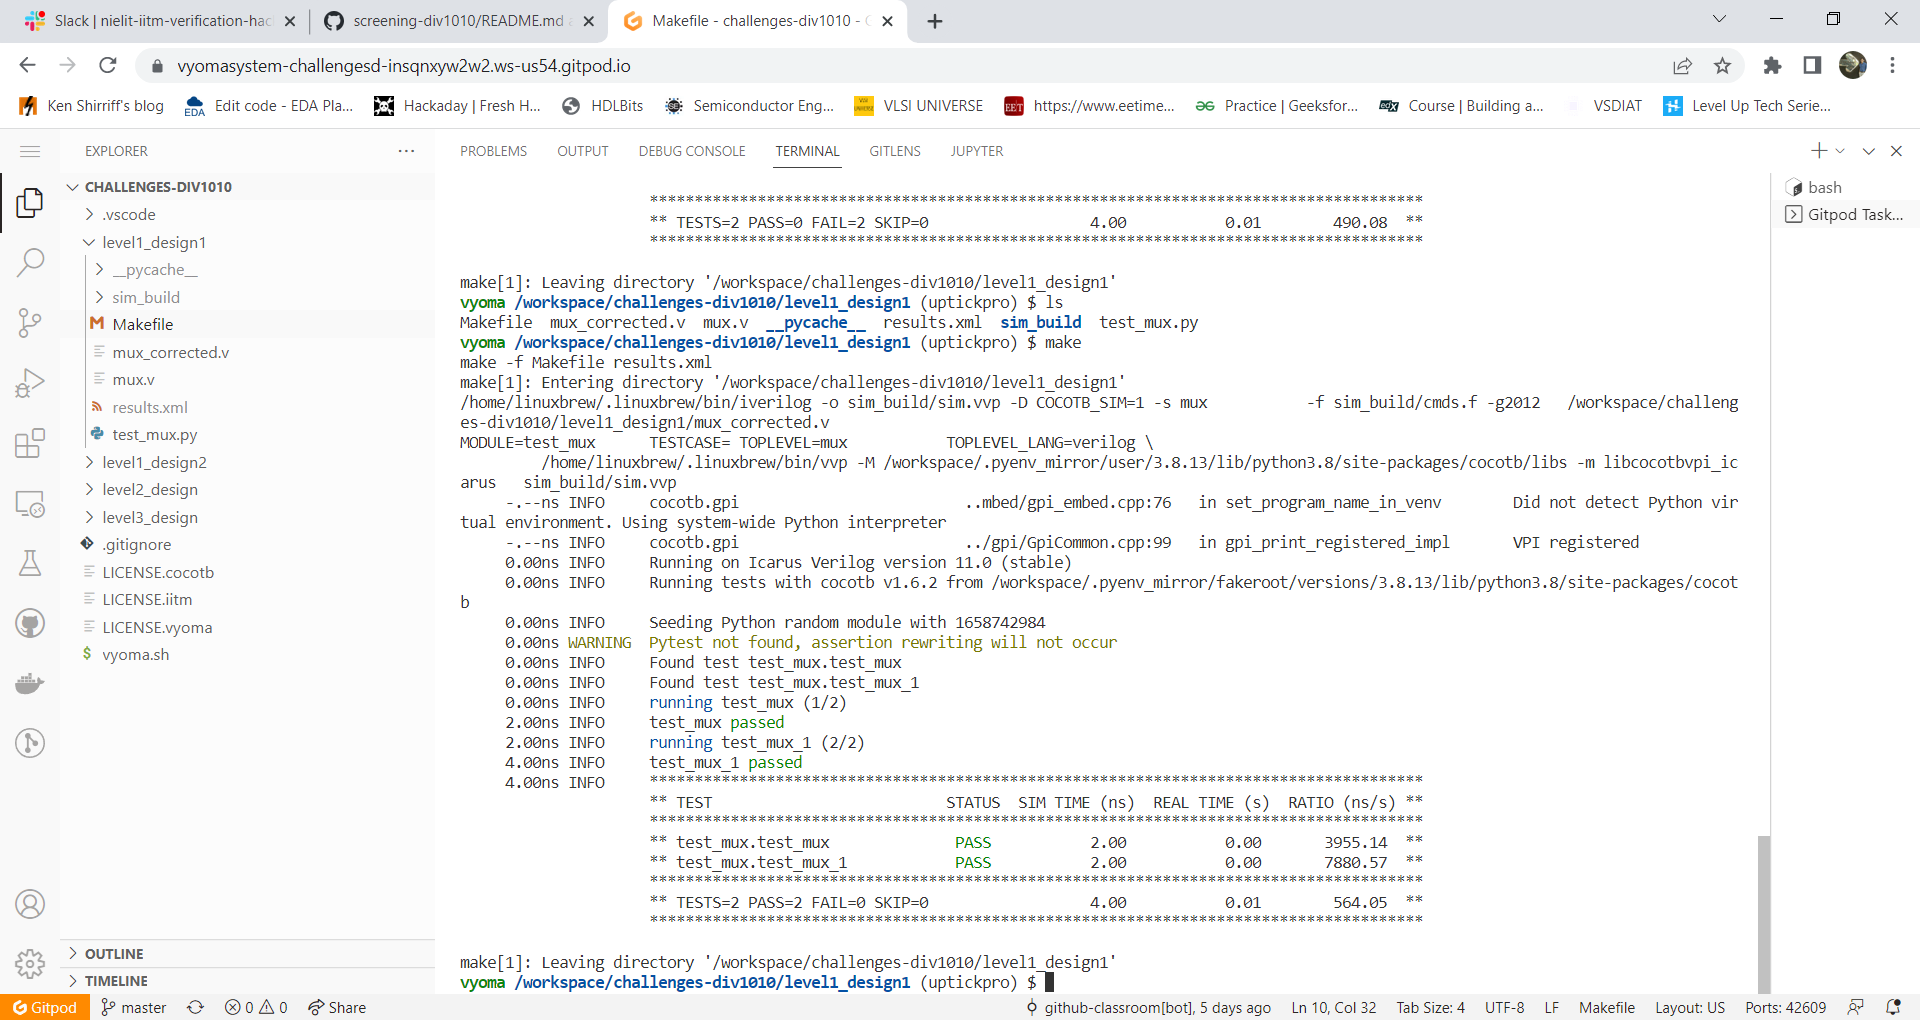 Slack | nielit-iitm-verification-hac
screening-div1010/README.md
Makefile - challenges-div1010 -
vyomasystem-challengesd-insqnxyw2w2.ws-us54.gitpod.io
Ken Shirriff's blog
Edit code - EDA Pla...
Hackaday | Fresh H...
HDLBits
Semiconductor Eng...
VLSI UNIVERSE
https://www.eetime...
Practice | Geeksfor...
Course | Building a...
VSDIAT
Level Up Tech Serie...
EXPLORER
CHALLENGES-DIV1010
.vscode
level1_design1
__pycache__
sim_build
Makefile
mux_corrected.v
mux.v
results.xml
test_mux.py
level1_design2
level2_design
level3_design
.gitignore
LICENSE.cocotb
LICENSE.iitm
LICENSE.vyoma
vyoma.sh
OUTLINE
TIMELINE
PROBLEMS OUTPUT DEBUG CONSOLE TERMINAL GITLENS JUPYTER
bash
Gitpod Task...
**************************************************************************************
** TESTS=2 PASS=0 FAIL=2 SKIP=0                  4.00           0.01        490.08  **
**************************************************************************************
make[1]: Leaving directory '/workspace/challenges-div1010/level1_design1'
vyoma /workspace/challenges-div1010/level1_design1 (uptickpro) $ ls
Makefile  mux_corrected.v  mux.v  __pycache__  results.xml  sim_build  test_mux.py
vyoma /workspace/challenges-div1010/level1_design1 (uptickpro) $ make
make -f Makefile results.xml
make[1]: Entering directory '/workspace/challenges-div1010/level1_design1'
/home/linuxbrew/.linuxbrew/bin/iverilog -o sim_build/sim.vvp -D COCOTB_SIM=1 -s mux           -f sim_build/cmds.f -g2012   /workspace/challeng
es-div1010/level1_design1/mux_corrected.v
MODULE=test_mux      TESTCASE= TOPLEVEL=mux           TOPLEVEL_LANG=verilog \
/home/linuxbrew/.linuxbrew/bin/vvp -M /workspace/.pyenv_mirror/user/3.8.13/lib/python3.8/site-packages/cocotb/libs -m libcocotbvpi_ic
arus   sim_build/sim.vvp
-.--ns INFO     cocotb.gpi                         ..mbed/gpi_embed.cpp:76   in set_program_name_in_venv        Did not detect Python vir
tual environment. Using system-wide Python interpreter
-.--ns INFO     cocotb.gpi                         ../gpi/GpiCommon.cpp:99   in gpi_print_registered_impl       VPI registered
0.00ns INFO     Running on Icarus Verilog version 11.0 (stable)
0.00ns INFO     Running tests with cocotb v1.6.2 from /workspace/.pyenv_mirror/fakeroot/versions/3.8.13/lib/python3.8/site-packages/cocot
b
0.00ns INFO     Seeding Python random module with 1658742984
0.00ns WARNING  Pytest not found, assertion rewriting will not occur
0.00ns INFO     Found test test_mux.test_mux
0.00ns INFO     Found test test_mux.test_mux_1
0.00ns INFO     running test_mux (1/2)
2.00ns INFO     test_mux passed
2.00ns INFO     running test_mux_1 (2/2)
4.00ns INFO     test_mux_1 passed
4.00ns INFO     **************************************************************************************
** TEST                          STATUS  SIM TIME (ns)  REAL TIME (s)  RATIO (ns/s) **
**************************************************************************************
** test_mux.test_mux              PASS           2.00           0.00       3955.14  **
** test_mux.test_mux_1            PASS           2.00           0.00       7880.57  **
**************************************************************************************
** TESTS=2 PASS=2 FAIL=0 SKIP=0                  4.00           0.01        564.05  **
**************************************************************************************
make[1]: Leaving directory '/workspace/challenges-div1010/level1_design1'
vyoma /workspace/challenges-div1010/level1_design1 (uptickpro) $
Gitpod master 0 0 Share github-classroom[bot], 5 days ago Ln 10, Col 32 Tab Size: 4 UTF-8 LF Makefile Layout: US Ports: 42609